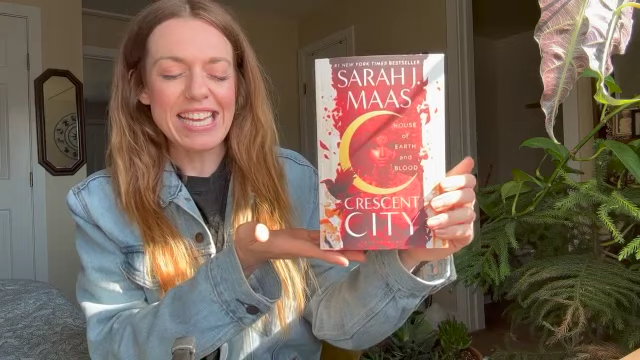 #1 NEW YORK TIMES BESTSELLER
SARAH J.
MAAS
HOUSE
of
EARTH
and
BLOOD
CRESCENT
CITY